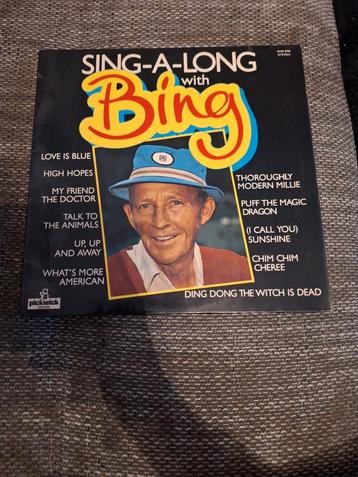 SING-A-LONG
with
Bing
STEREO
LOVE IS BLUE
HIGH HOPES
MY FRIEND
THE DOCTOR
TALK TO
THE ANIMALS
UP, UP
AND AWAY
WHAT'S MORE
AMERICAN
THOROUGHLY
MODERN MILLIE
PUFF THE MAGIC
DRAGON
(I CALL YOU)
SUNSHINE
CHIM CHIM
CHEREE
DING DONG THE WITCH IS DEAD
pickwick